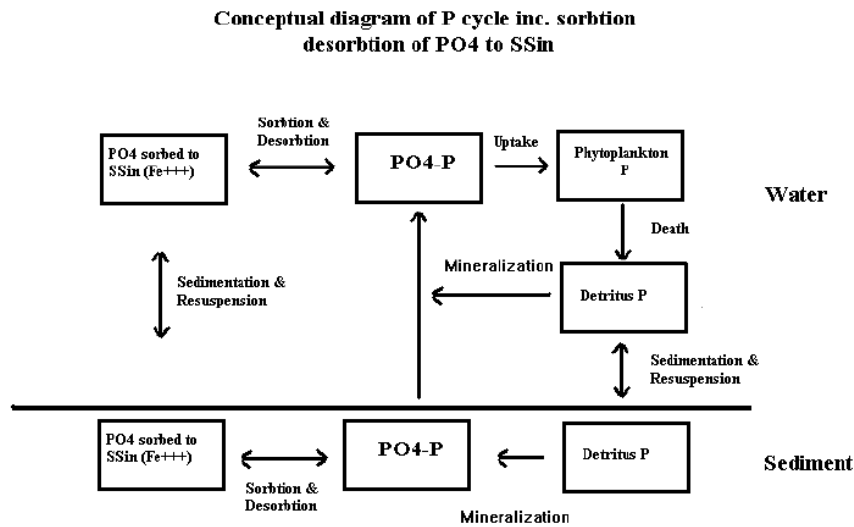 Conceptual diagram of P cycle inc. sorbtion
desorbtion of PO4 to SSin
Sorbtion &
Desorbtion
PO4 sorbed to
SSin (Fe+++)
PO4-P
Uptake
Phytoplankton
P
Water
Death
Mineralization
Sedimentation &
Resuspension
Detritus P
Sedimentation &
Resuspension
PO4 sorbed to
SSin (Fe+++)
PO4-P
Detritus P
Sediment
Sorbtion &
Desorbtion
Mineralization